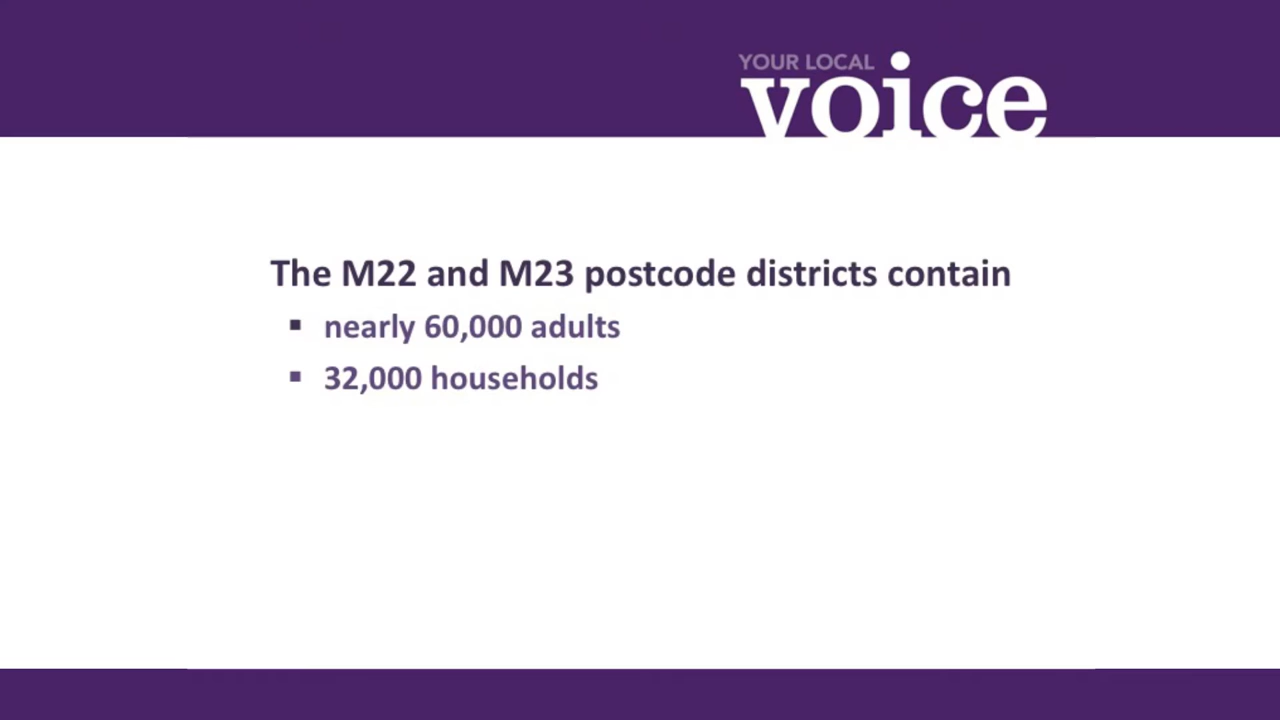 YOUR LOCAL
voice
The M22 and M23 postcode districts contain
▪ nearly 60,000 adults
▪ 32,000 households